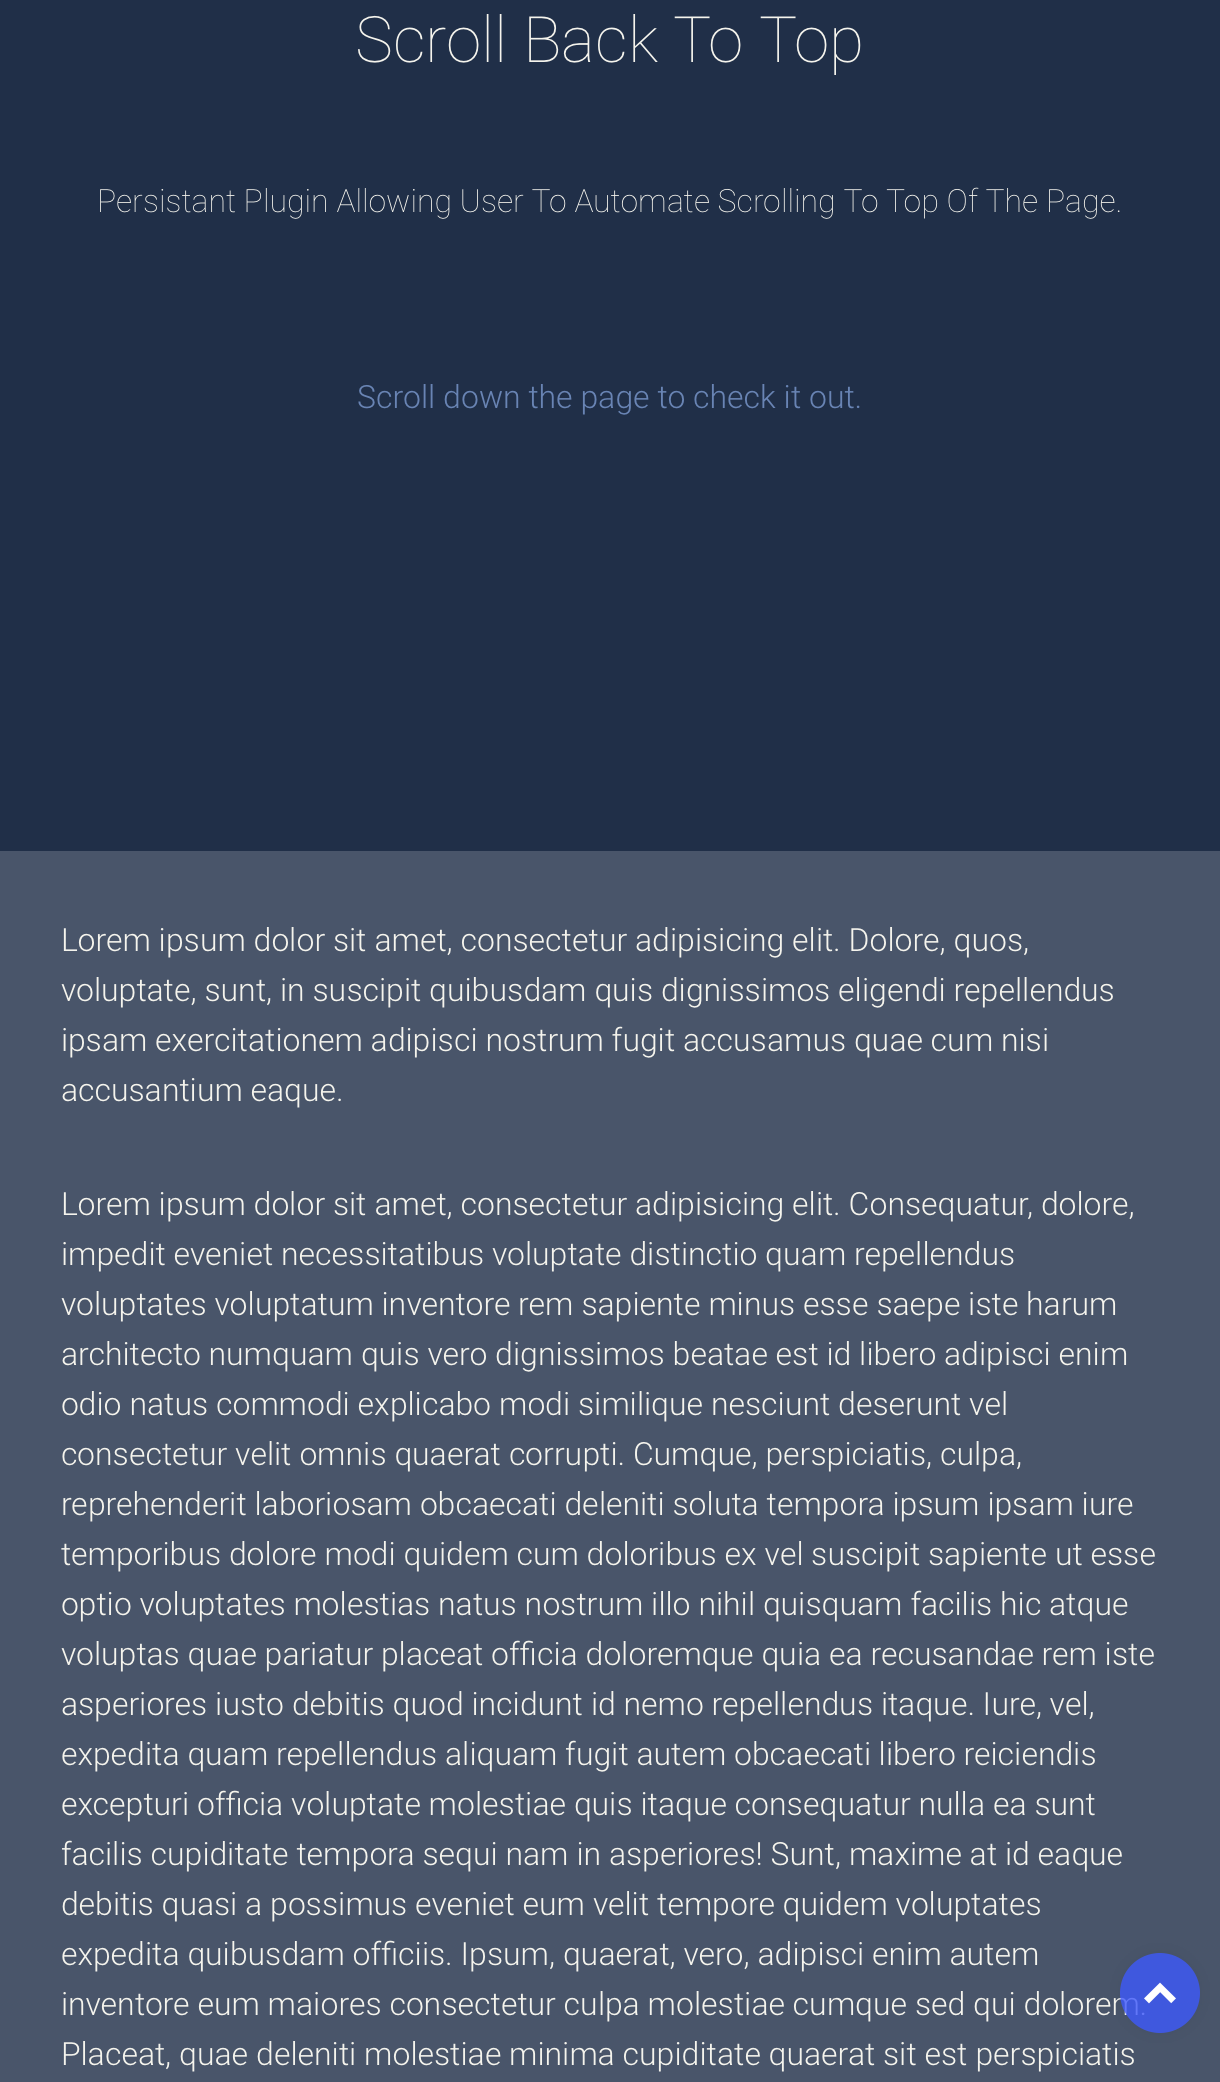 Scroll Back To Top
Persistant Plugin Allowing User To Automate Scrolling To Top Of The Page.
Scroll down the page to check it out.
Lorem ipsum dolor sit amet, consectetur adipisicing elit. Dolore, quos,
voluptate, sunt, in suscipit quibusdam quis dignissimos eligendi repellendus
ipsam exercitationem adipisci nostrum fugit accusamus quae cum nisi
accusantium eaque.
Lorem ipsum dolor sit amet, consectetur adipisicing elit. Consequatur, dolore,
impedit eveniet necessitatibus voluptate distinctio quam repellendus
voluptates voluptatum inventore rem sapiente minus esse saepe iste harum
architecto numquam quis vero dignissimos beatae est id libero adipisci enim
odio natus commodi explicabo modi similique nesciunt deserunt vel
consectetur velit omnis quaerat corrupti. Cumque, perspiciatis, culpa,
reprehenderit laboriosam obcaecati deleniti soluta tempora ipsum ipsam iure
temporibus dolore modi quidem cum doloribus ex vel suscipit sapiente ut esse
optio voluptates molestias natus nostrum illo nihil quisquam facilis hic atque
voluptas quae pariatur placeat officia doloremque quia ea recusandae rem iste
asperiores iusto debitis quod incidunt id nemo repellendus itaque. Iure, vel,
expedita quam repellendus aliquam fugit autem obcaecati libero reiciendis
excepturi officia voluptate molestiae quis itaque consequatur nulla ea sunt
facilis cupiditate tempora sequi nam in asperiores! Sunt, maxime at id eaque
debitis quasi a possimus eveniet eum velit tempore quidem voluptates
expedita quibusdam officiis. Ipsum, quaerat, vero, adipisci enim autem
inventore eum maiores consectetur culpa molestiae cumque sed qui dolorem.
Placeat, quae deleniti molestiae minima cupiditate quaerat sit est perspiciatis